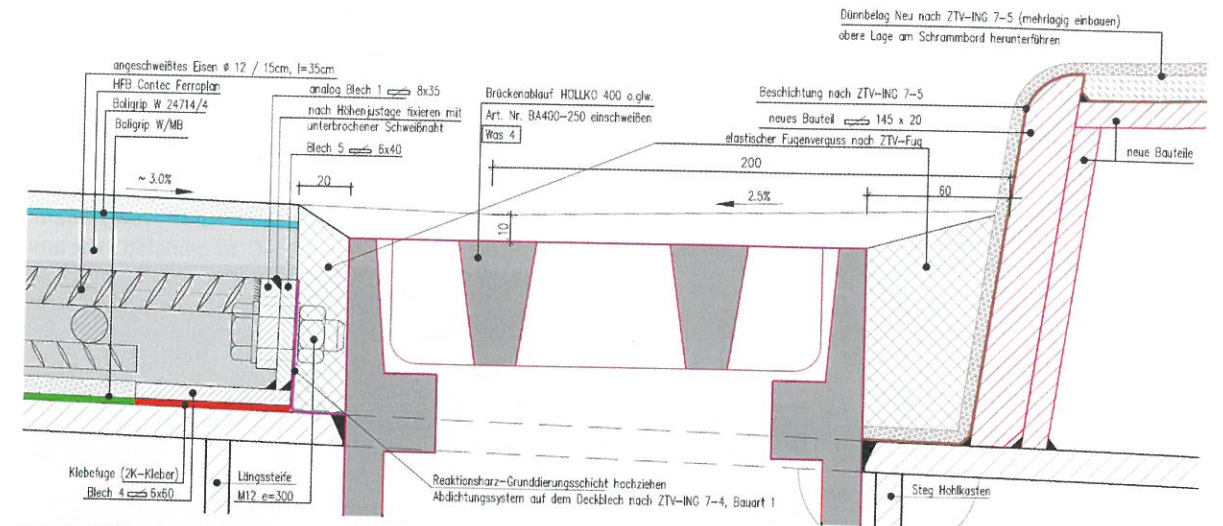 Dünnbelag Neu nach ZTV-ING 7-5 (mehrlagig einbauen)
obere Lage am Schrammbord herunterführen
angeschweißtes Eisen ø 12 / 15cm, l=35cm
HFB Contec Ferroplan
Boligrip W 24714/4
Boligrip W/MB
analog Blech 1 8x35
nach Höhenjustage fixieren mit
unterbrochener Schweißnaht
Blech 5 6x40
Brückenablauf HOLLKO 400 o.glw.
Art. Nr. BA400-250 einschweißen
Was 4
Beschichtung nach ZTV-ING 7-5
neues Bauteil 145 x 20
elastischer Fugenverguss nach ZTV-Fug
neue Bauteile
200
~ 3.0%
20
2.5%
60
10
Klebefuge (2K-Kleber)
Blech 4 6x60
Längssteife
M12 e=300
Reaktionsharz-Grunddierungsschicht hochziehen
Abdichtungssystem auf dem Deckblech nach ZTV-ING 7-4, Bauart 1
Steg Hohlkasten